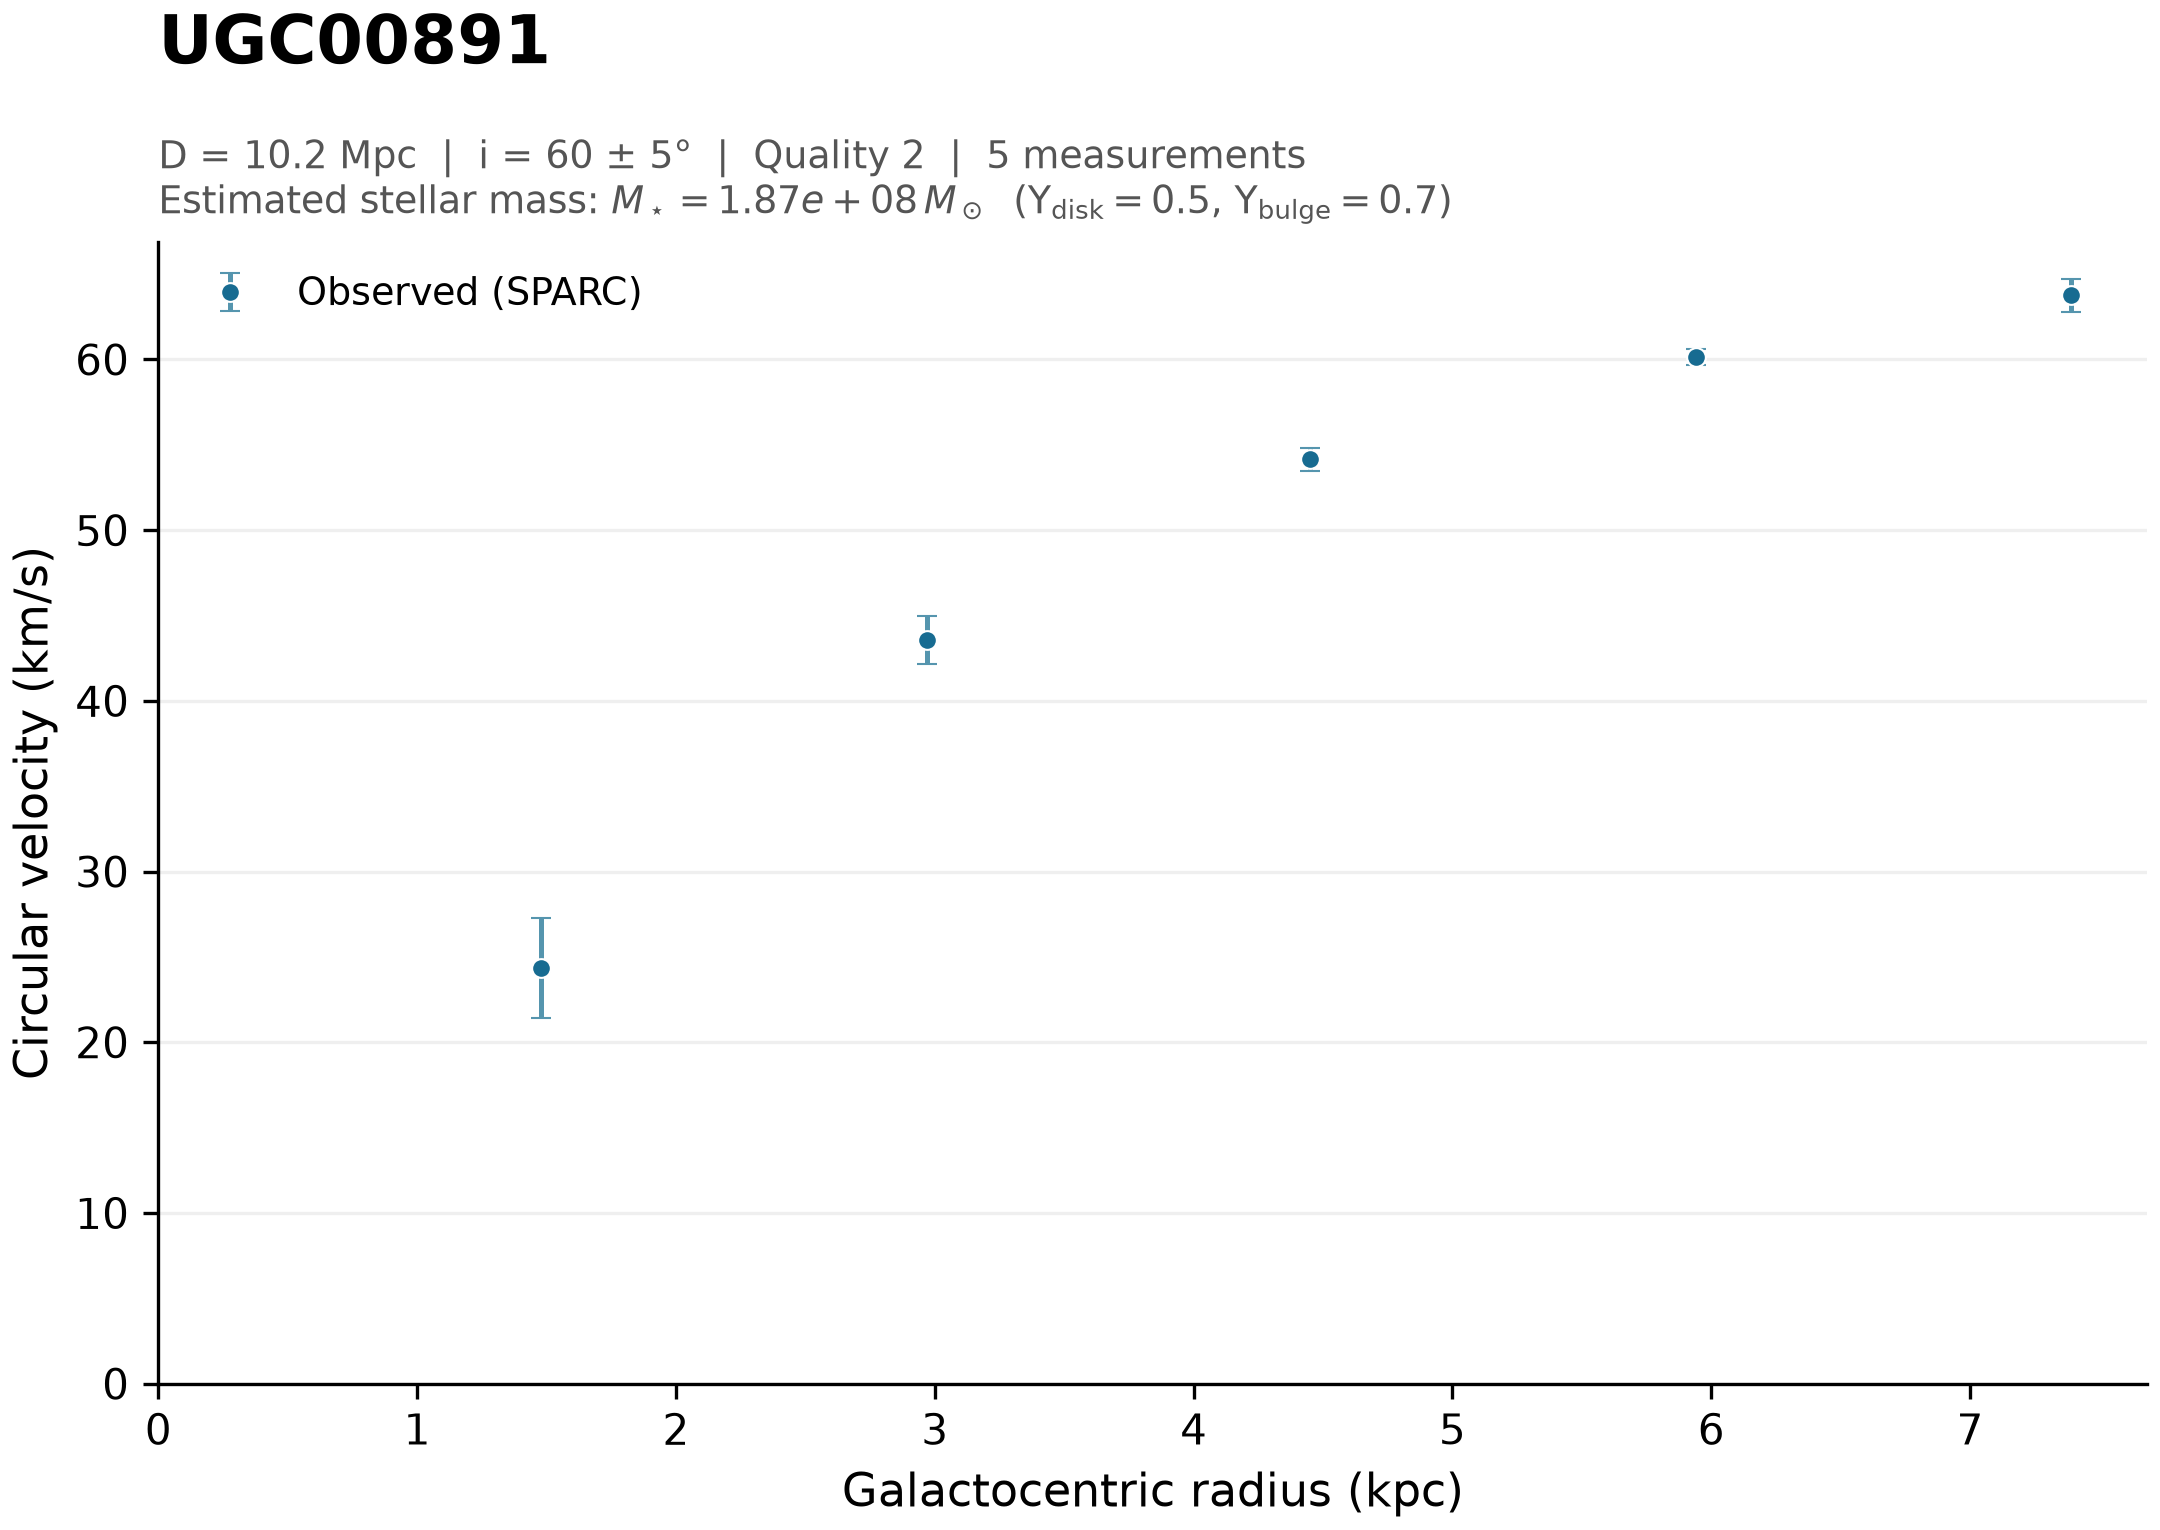 UGC00891
D = 10.2 Mpc | i = 60 ± 5° | Quality 2 | 5 measurements
Estimated stellar mass: M⋆ = 1.87e + 08 M⊙ (Υdisk = 0.5, Υbulge = 0.7)
Observed (SPARC)
60
50
40
30
20
10
0
Circular velocity (km/s)
0 1 2 3 4 5 6 7
Galactocentric radius (kpc)